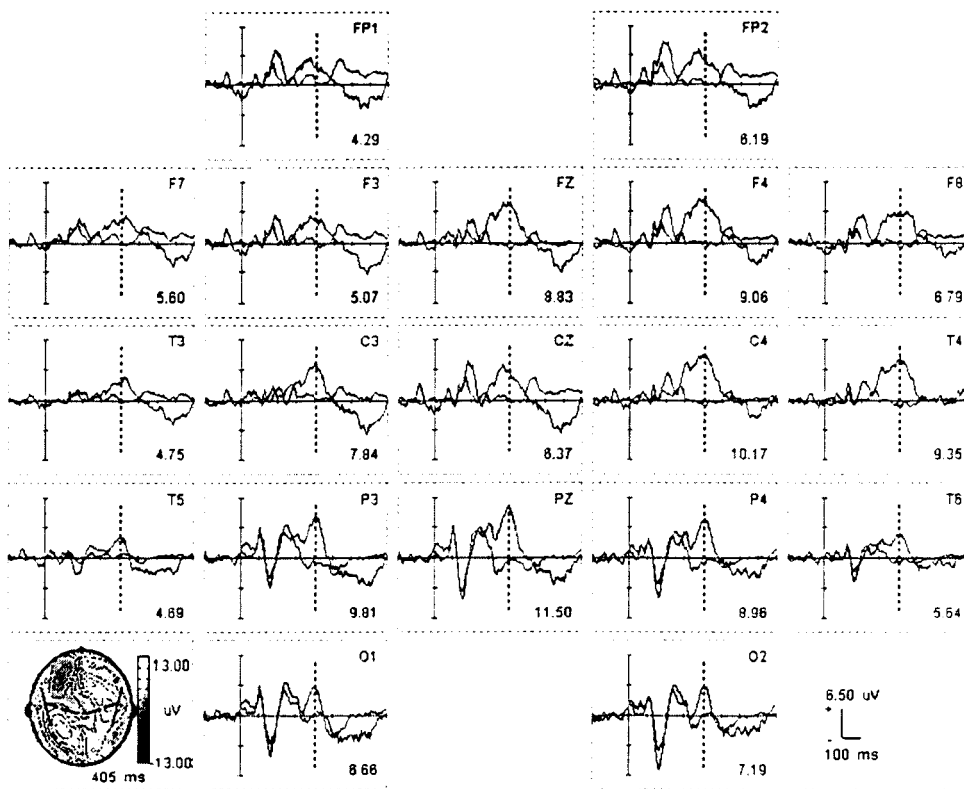 FP1 FP2
4.29 6.19
F7 F3 FZ F4 F8
5.60 5.07 8.83 9.06 6.79
T3 C3 CZ C4 T4
4.75 7.84 8.37 10.17 9.35
T5 P3 PZ P4 T6
4.69 9.81 11.50 8.96 5.64
O1 O2
13.00
uV
-13.00
405 ms
6.66 7.19
6.50 uV
+
-
100 ms